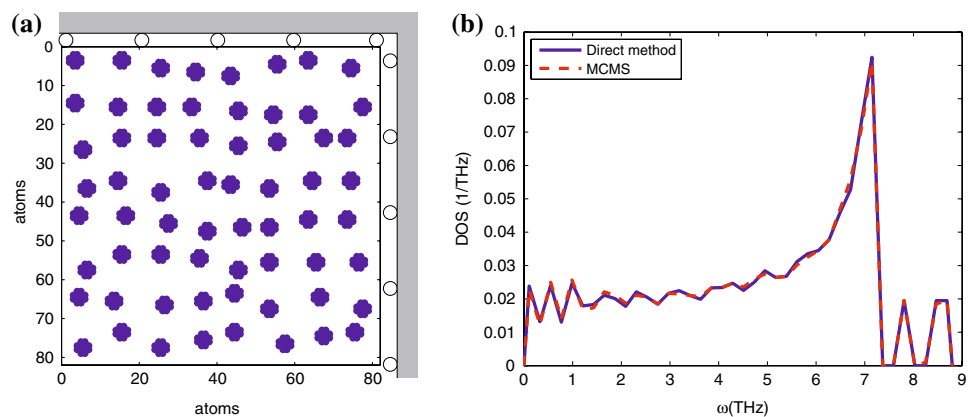 (a)
0
10
20
30
40
50
60
70
80
atoms
0 20 40 60 80
atoms
(b)
0.1
0.09
0.08
0.07
0.06
0.05
0.04
0.03
0.02
0.01
0
DOS (1/THz)
Direct method
MCMS
0 1 2 3 4 5 6 7 8 9
ω(THz)